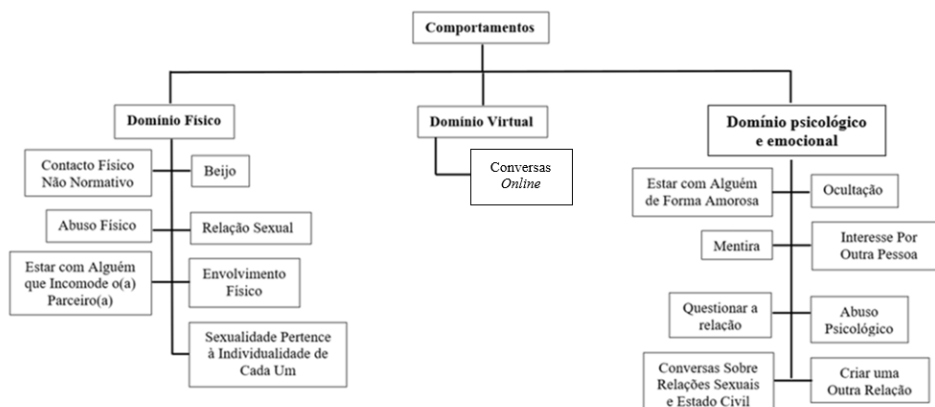 Comportamentos
Domínio Físico
Contacto Físico
Não Normativo
Beijo
Abuso Físico
Relação Sexual
Estar com Alguém
que Incomode o(a)
Parceiro(a)
Envolvimento
Físico
Sexualidade Pertence
à Individualidade de
Cada Um
Domínio Virtual
Conversas
Online
Domínio psicológico
e emocional
Estar com Alguém
de Forma Amorosa
Ocultação
Mentira
Interesse Por
Outra Pessoa
Questionar a
relação
Abuso
Psicológico
Conversas Sobre
Relações Sexuais
e Estado Civil
Criar uma
Outra Relação